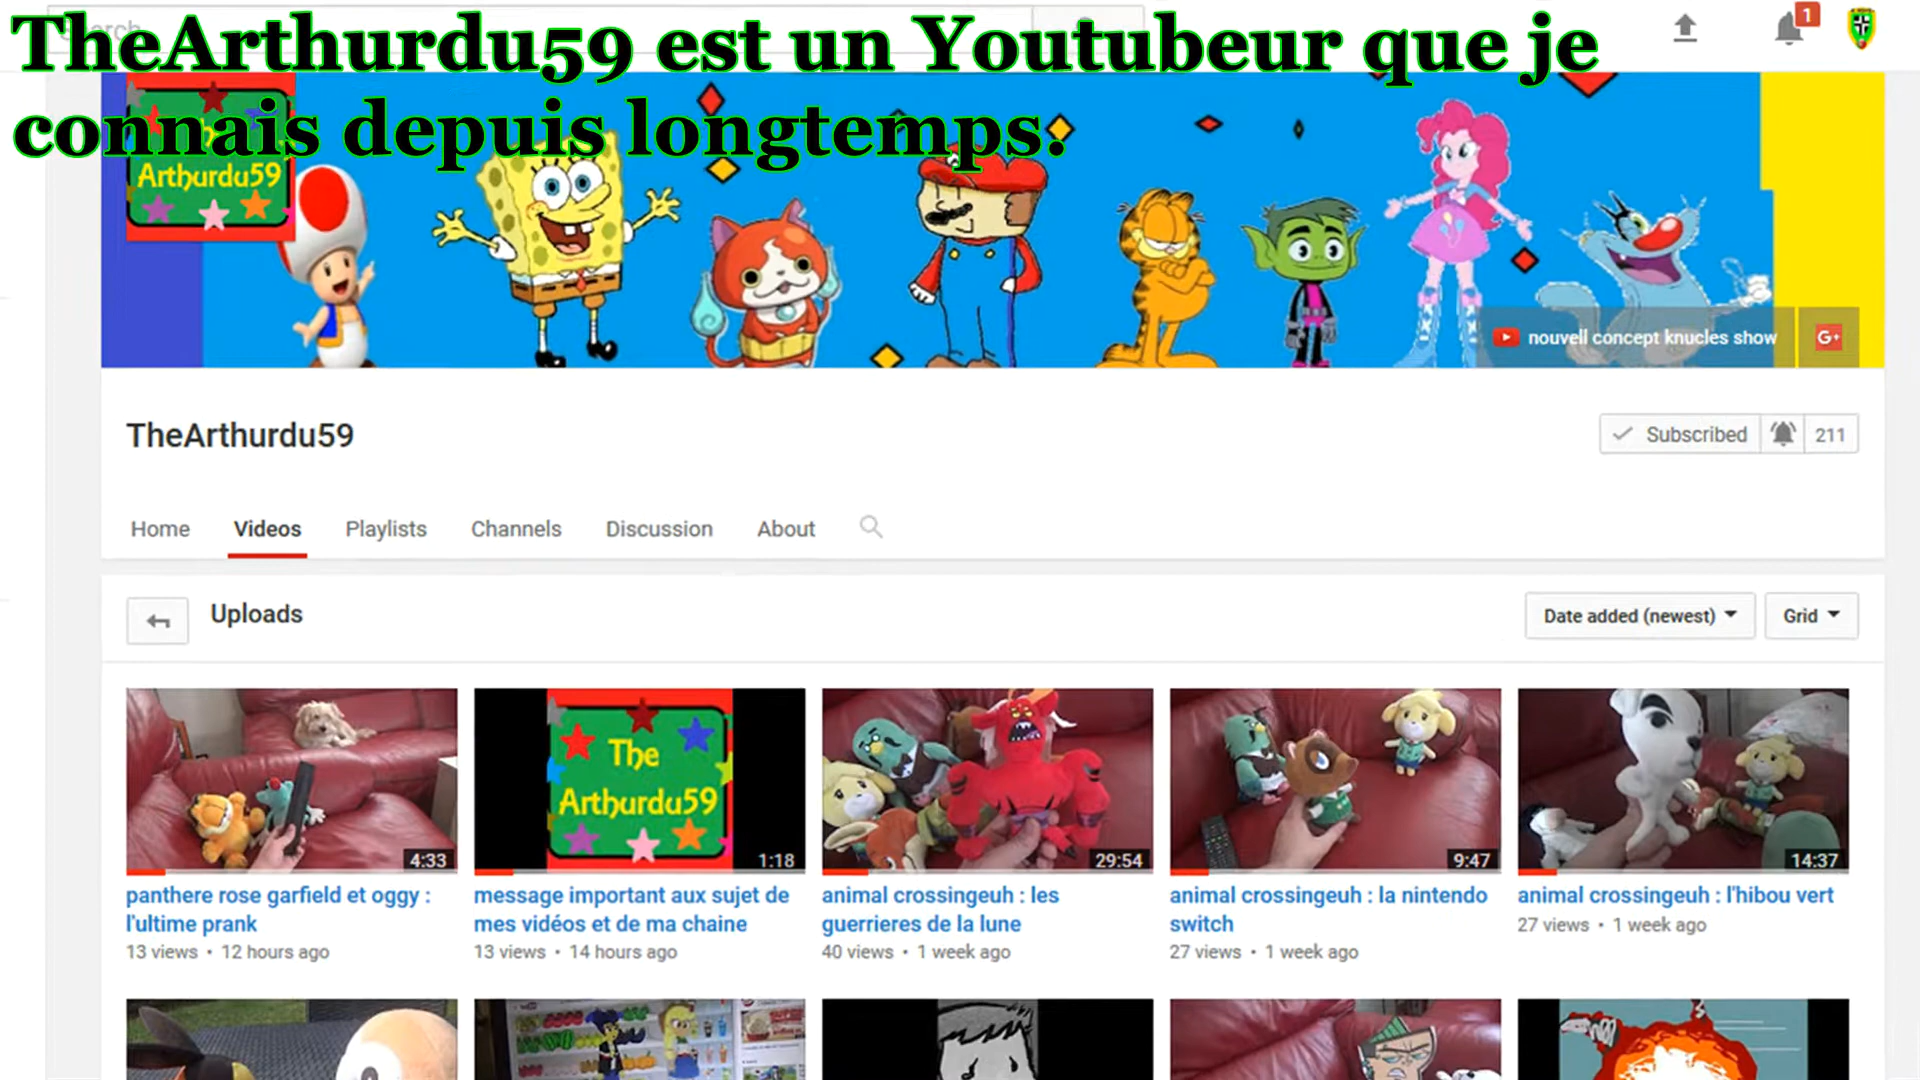 TheArthurdu59 est un Youtubeur que je
connais depuis longtemps.
Search
1
The
Arthurdu59
nouvell concept knucles show
G+
TheArthurdu59
Subscribed
211
Home
Videos
Playlists
Channels
Discussion
About
Uploads
Date added (newest)
Grid
4:33
The
Arthurdu59
1:18
29:54
9:47
14:37
panthere rose garfield et oggy :
l'ultime prank
13 views • 12 hours ago
message important aux sujet de
mes vidéos et de ma chaine
13 views • 14 hours ago
animal crossingeuh : les
guerrieres de la lune
40 views • 1 week ago
animal crossingeuh : la nintendo
switch
27 views • 1 week ago
animal crossingeuh : l'hibou vert
27 views • 1 week ago